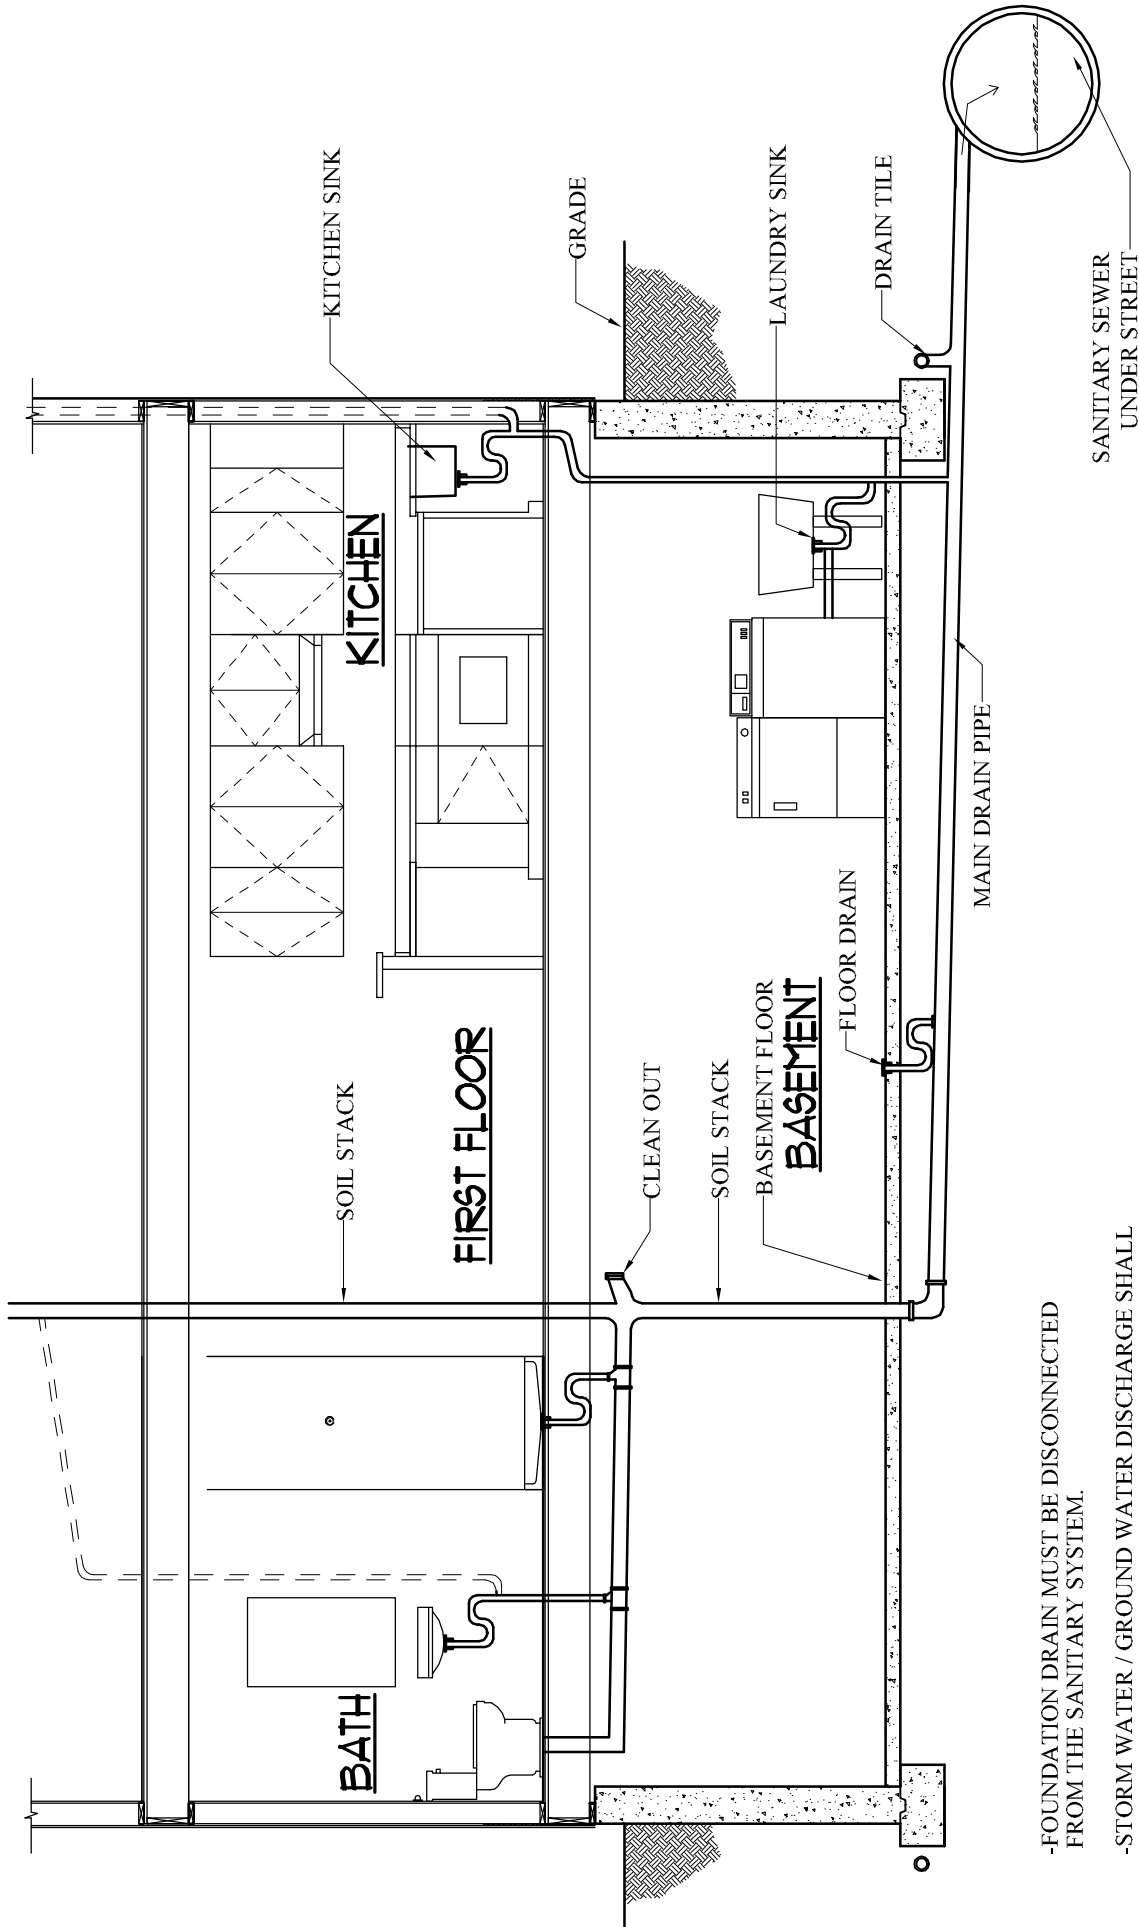 SOIL STACK
KITCHEN SINK
BATH
KITCHEN
FIRST FLOOR
GRADE
CLEAN OUT
SOIL STACK
LAUNDRY SINK
BASEMENT FLOOR
BASEMENT
FLOOR DRAIN
DRAIN TILE
MAIN DRAIN PIPE
SANITARY SEWER
UNDER STREET
-FOUNDATION DRAIN MUST BE DISCONNECTED
FROM THE SANITARY SYSTEM.
-STORM WATER / GROUND WATER DISCHARGE SHALL